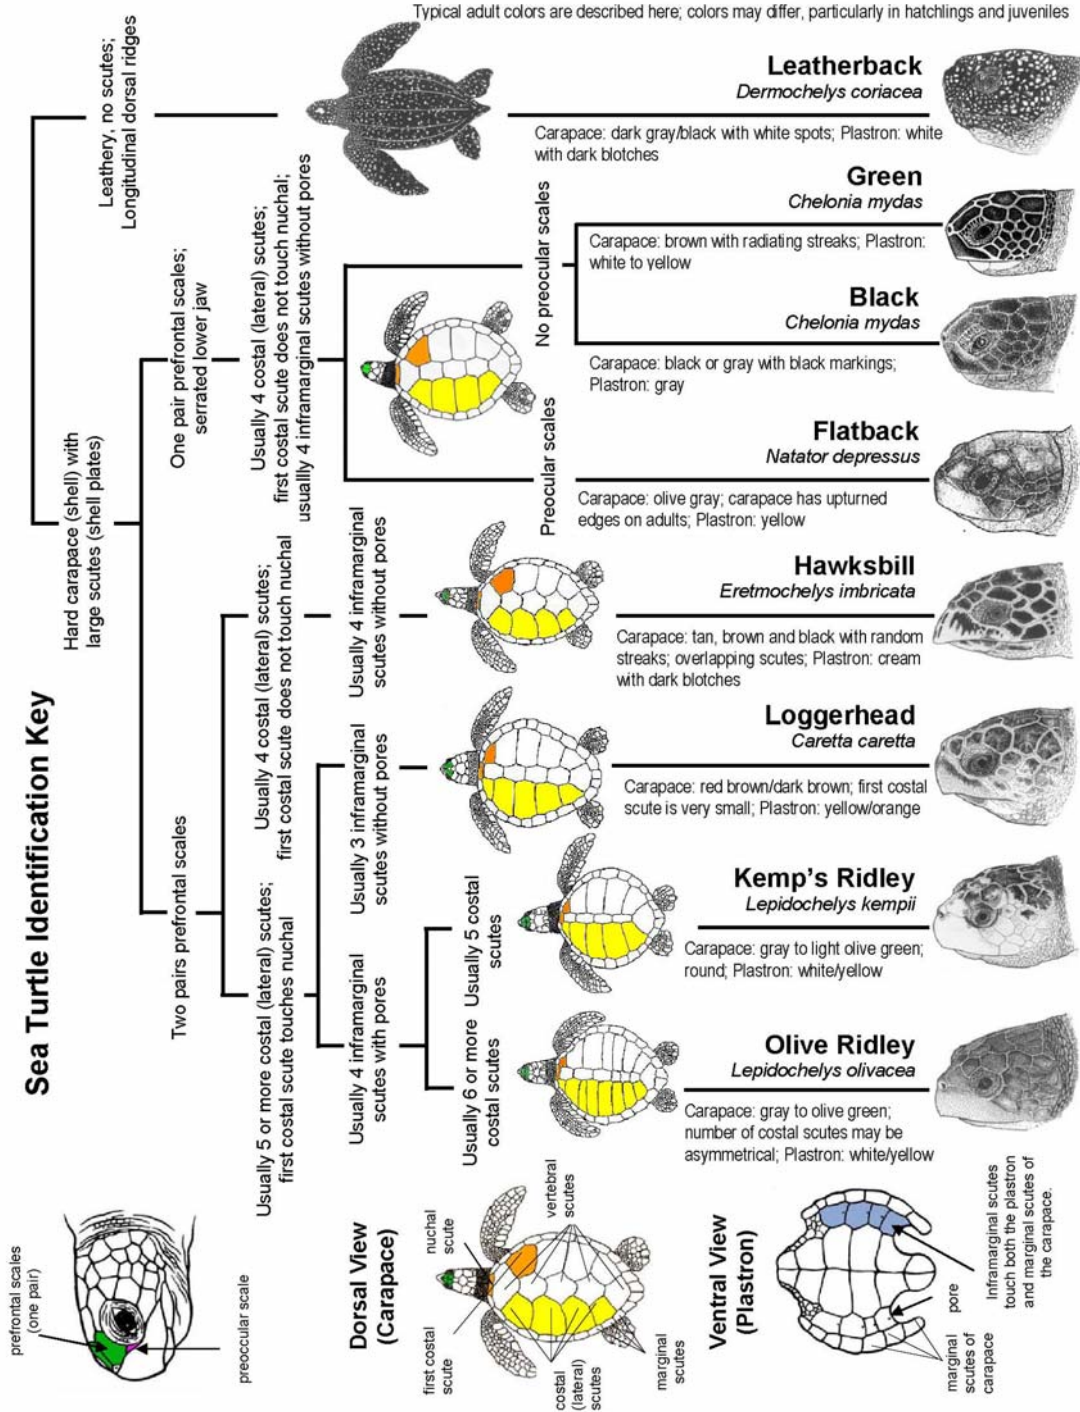 Typical adult colors are described here; colors may differ, particularly in hatchlings and juveniles
Sea Turtle Identification Key
Leathery, no scutes;
Longitudinal dorsal ridges
Hard carapace (shell) with
large scutes (shell plates)
One pair prefrontal scales;
serrated lower jaw
Two pairs prefrontal scales
Usually 4 costal (lateral) scutes;
first costal scute does not touch nuchal;
usuallly 4 inframarginal scutes without pores
Usually 4 costal (lateral) scutes;
first costal scute does not touch nuchal
Usually 5 or more costal (lateral) scutes;
first costal scute touches nuchal
No preocular scales
Preocular scales
Usually 4 inframarginal
scutes without pores
Usually 3 inframarginal
scutes without pores
Usually 4 inframarginal
scutes with pores
Usually 5 costal
scutes
Usually 6 or more
costal scutes
Leatherback
Dermochelys coriacea
Carapace: dark gray/black with white spots; Plastron: white
with dark blotches
Green
Chelonia mydas
Carapace: brown with radiating streaks; Plastron:
white to yellow
Black
Chelonia mydas
Carapace: black or gray with black markings;
Plastron: gray
Flatback
Natator depressus
Carapace: olive gray; carapace has upturned
edges on adults; Plastron: yellow
Hawksbill
Eretmochelys imbricata
Carapace: tan, brown and black with random
streaks; overlapping scutes; Plastron: cream
with dark blotches
Loggerhead
Caretta caretta
Carapace: red brown/dark brown; first costal
scute is very small; Plastron: yellow/orange
Kemp's Ridley
Lepidochelys kempii
Carapace: gray to light olive green;
round; Plastron: white/yellow
Olive Ridley
Lepidochelys olivacea
Carapace: gray to olive green;
number of costal scutes may be
asymmetrical; Plastron: white/yellow
prefrontal scales
(one pair)
preoccular scale
Dorsal View
(Carapace)
nuchal
scute
first costal
scute
vertebral
scutes
costal
(lateral)
scutes
marginal
scutes
Ventral View
(Plastron)
marginal
scutes of
carapace
pore
Inframarginal scutes
touch both the plastron
and marginal scutes of
the carapace.